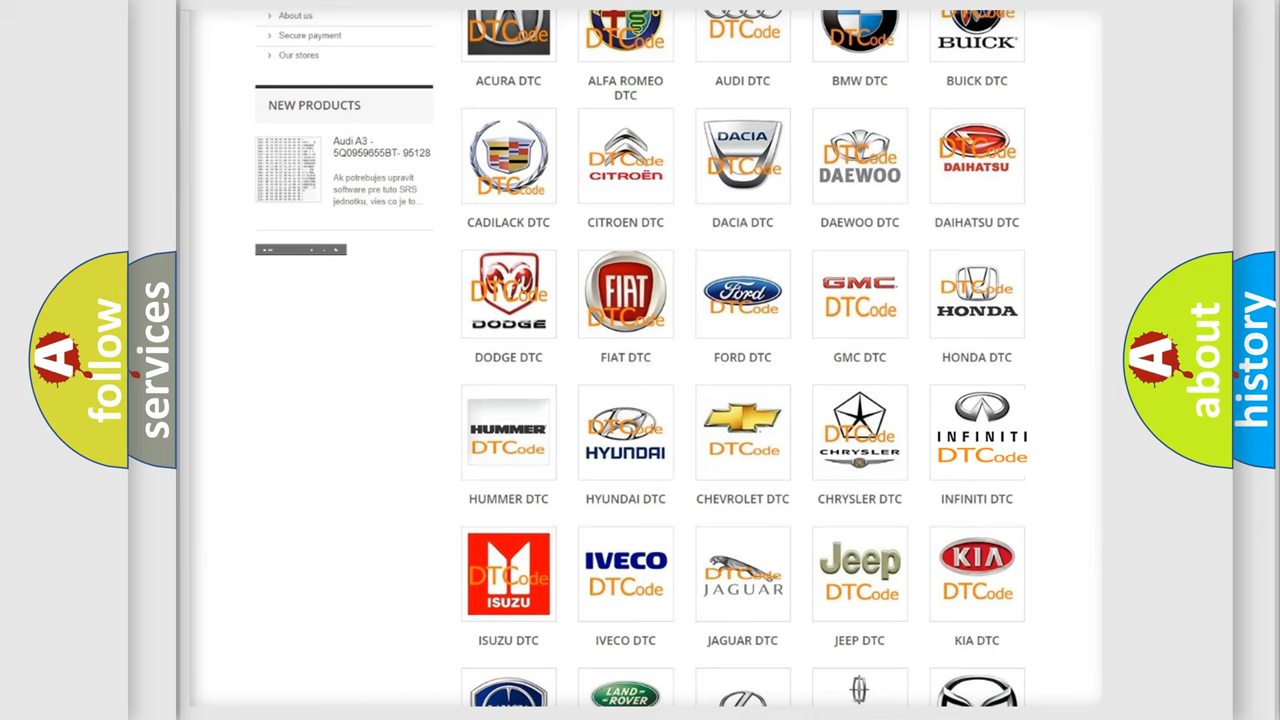 About us
Secure payment
Our stores
NEW PRODUCTS
Audi A3 -
5Q0959655BT- 95128
Ak potrebujes upravit
software pre tuto SRS
jednotku, vies co je to...
DTCode
DTCode
DTCode
DTCode
BUICK
ACURA DTC
ALFA ROMEO
DTC
AUDI DTC
BMW DTC
BUICK DTC
DTCode
DTCode
CITROËN
DACIA
DTCode
DTCode
DAEWOO
DTCode
DAIHATSU
CADILACK DTC
CITROEN DTC
DACIA DTC
DAEWOO DTC
DAIHATSU DTC
DTCode
DODGE
FIAT
DTCode
Ford
DTCode
GMC
DTCode
DTCode
HONDA
DODGE DTC
FIAT DTC
FORD DTC
GMC DTC
HONDA DTC
HUMMER
DTCode
DTCode
HYUNDAI
DTCode
DTCode
CHRYSLER
INFINITI
DTCode
HUMMER DTC
HYUNDAI DTC
CHEVROLET DTC
CHRYSLER DTC
INFINITI DTC
DTCode
ISUZU
IVECO
DTCode
DTCode
JAGUAR
Jeep
DTCode
KIA
DTCode
ISUZU DTC
IVECO DTC
JAGUAR DTC
JEEP DTC
KIA DTC
LAND-
ROVER
A follow
services
A about
history